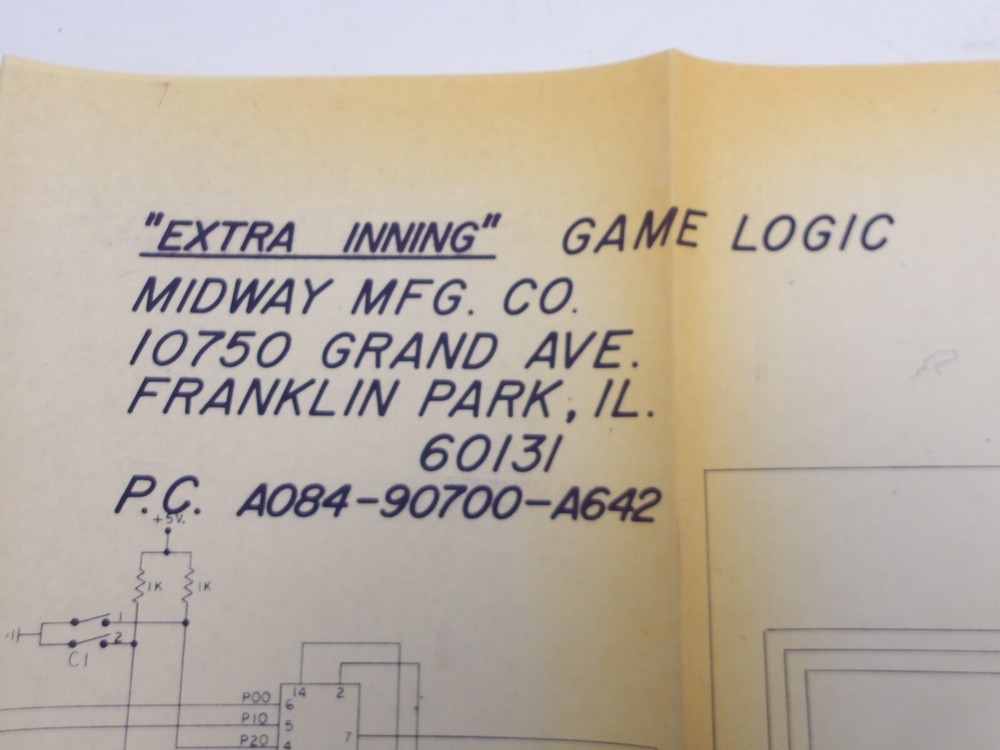 "EXTRA INNING" GAME LOGIC
MIDWAY MFG. CO.
10750 GRAND AVE.
FRANKLIN PARK, IL.
60131
P.C. A084-90700-A642
+5V.
1K 1K
1
2
C1
14 2
P00 6
P10 5
P20 4
7